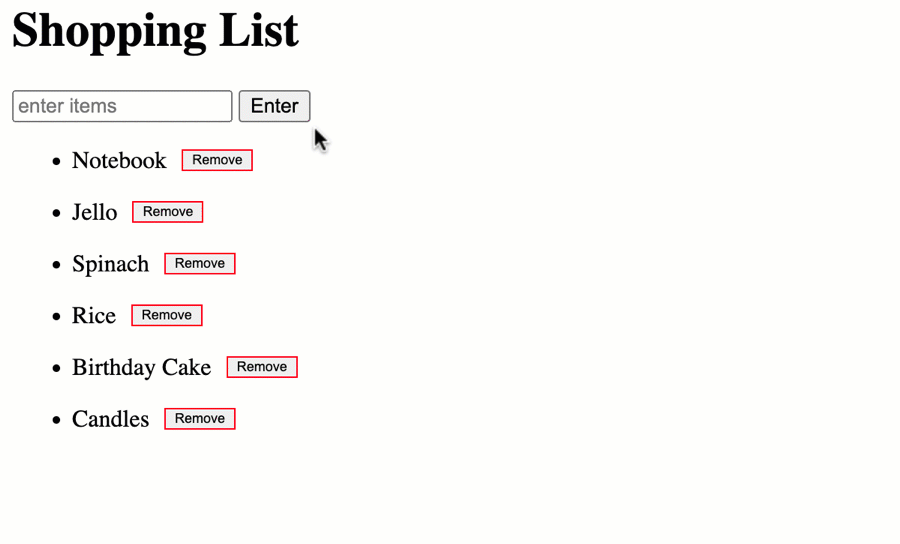 Shopping List
enter items Enter
Notebook Remove
Jello Remove
Spinach Remove
Rice Remove
Birthday Cake Remove
Candles Remove